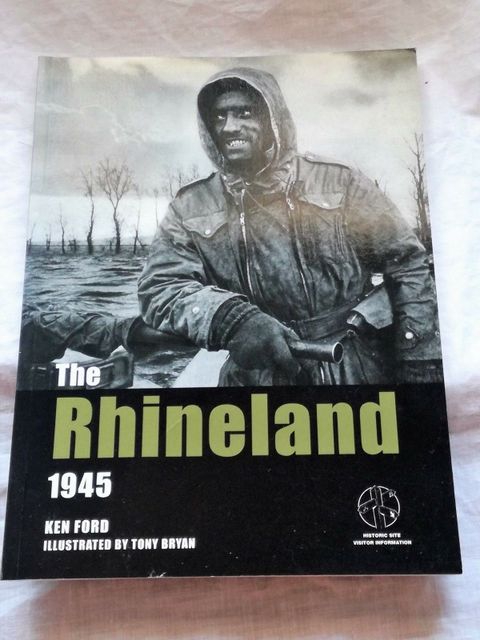 The
Rhineland
1945
KEN FORD
ILLUSTRATED BY TONY BRYAN
HISTORIC SITE
VISITOR INFORMATION